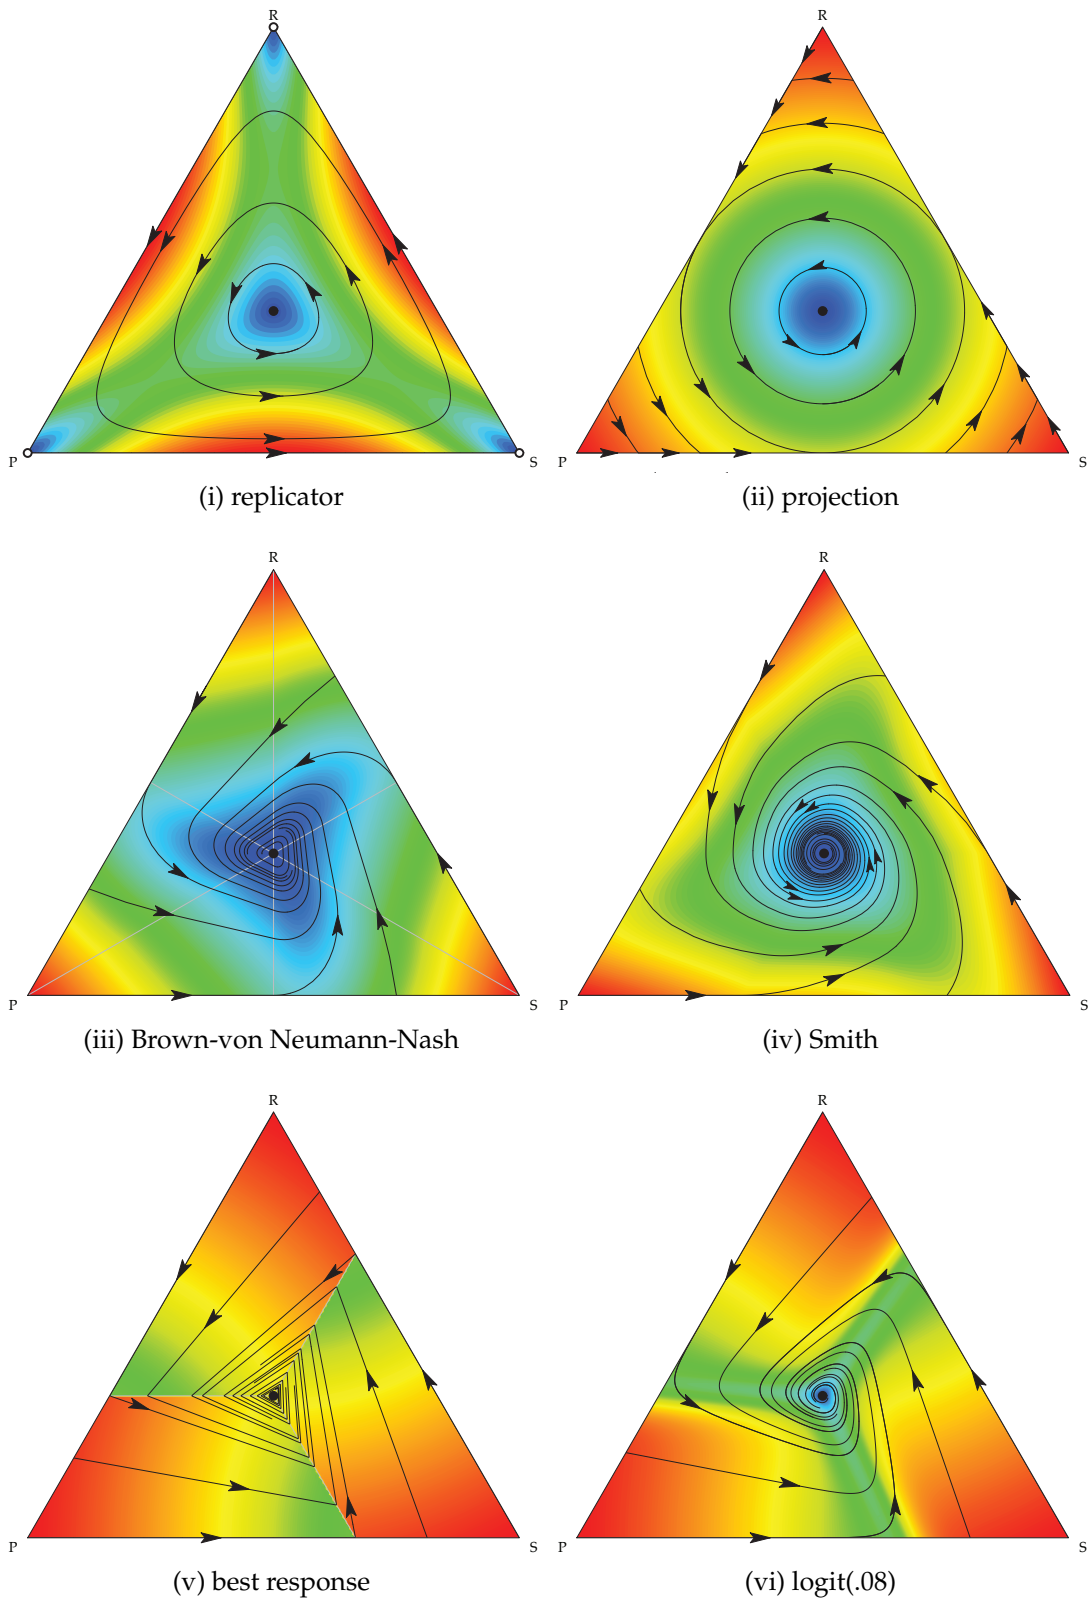 R R
P S P S
(i) replicator (ii) projection
R R
P S P S
(iii) Brown-von Neumann-Nash (iv) Smith
R R
P S P S
(v) best response (vi) logit(.08)